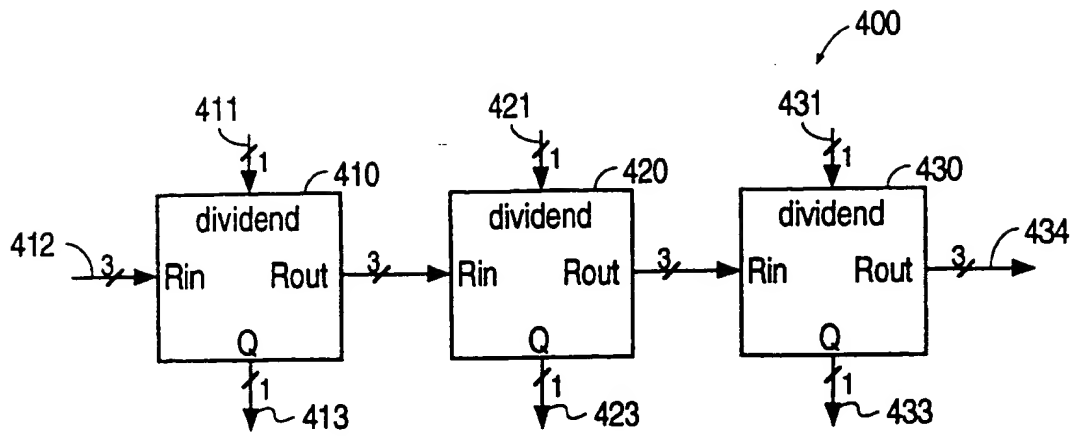 400
411 421 431
1 1 1
410 420 430
dividend dividend dividend
412 434
3 Rin Rout 3 Rin Rout 3 Rin Rout 3
Q Q Q
1 1 1
413 423 433